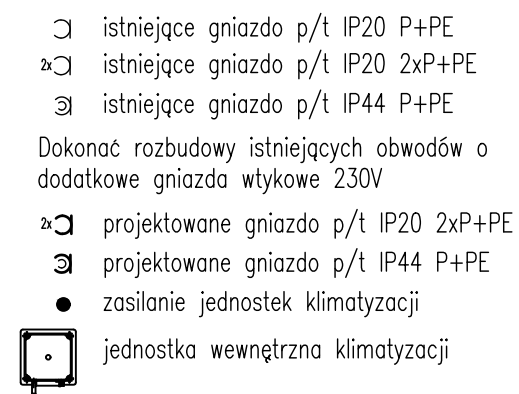 istniejące gniazdo p/t IP20 P+PE
2x istniejące gniazdo p/t IP20 2xP+PE
istniejące gniazdo p/t IP44 P+PE
Dokonać rozbudowy istniejących obwodów o
dodatkowe gniazda wtykowe 230V
2x projektowane gniazdo p/t IP20 2xP+PE
projektowane gniazdo p/t IP44 P+PE
zasilanie jednostek klimatyzacji
jednostka wewnętrzna klimatyzacji